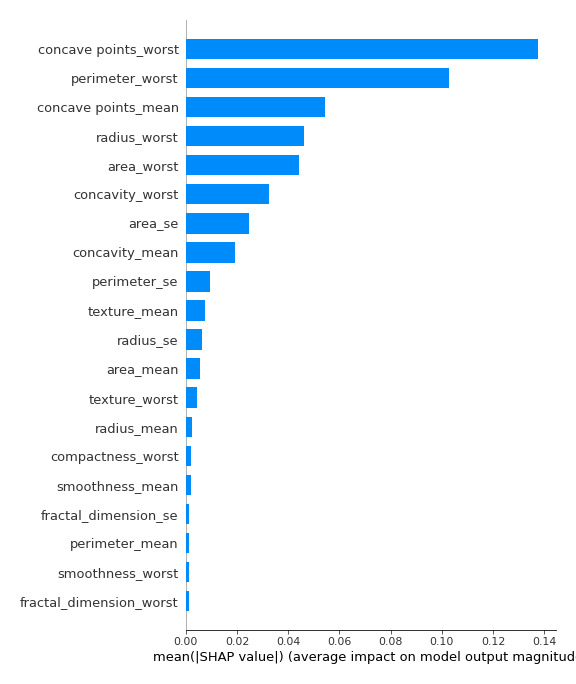 concave points_worst
perimeter_worst
concave points_mean
radius_worst
area_worst
concavity_worst
area_se
concavity_mean
perimeter_se
texture_mean
radius_se
area_mean
texture_worst
radius_mean
compactness_worst
smoothness_mean
fractal_dimension_se
perimeter_mean
smoothness_worst
fractal_dimension_worst
0.00 0.02 0.04 0.06 0.08 0.10 0.12 0.14
mean(|SHAP value|) (average impact on model output magnitud